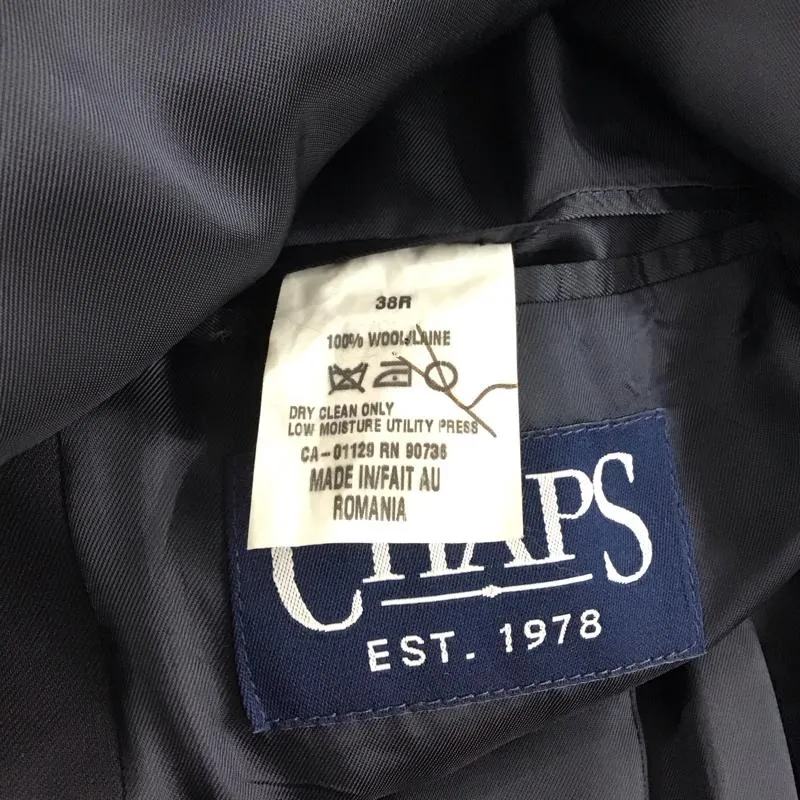 38R
100% WOOL/LAINE
DRY CLEAN ONLY
LOW MOISTURE UTILITY PRESS
CA-01129 RN 90736
MADE IN/FAIT AU
ROMANIA
CHAPS
EST. 1978